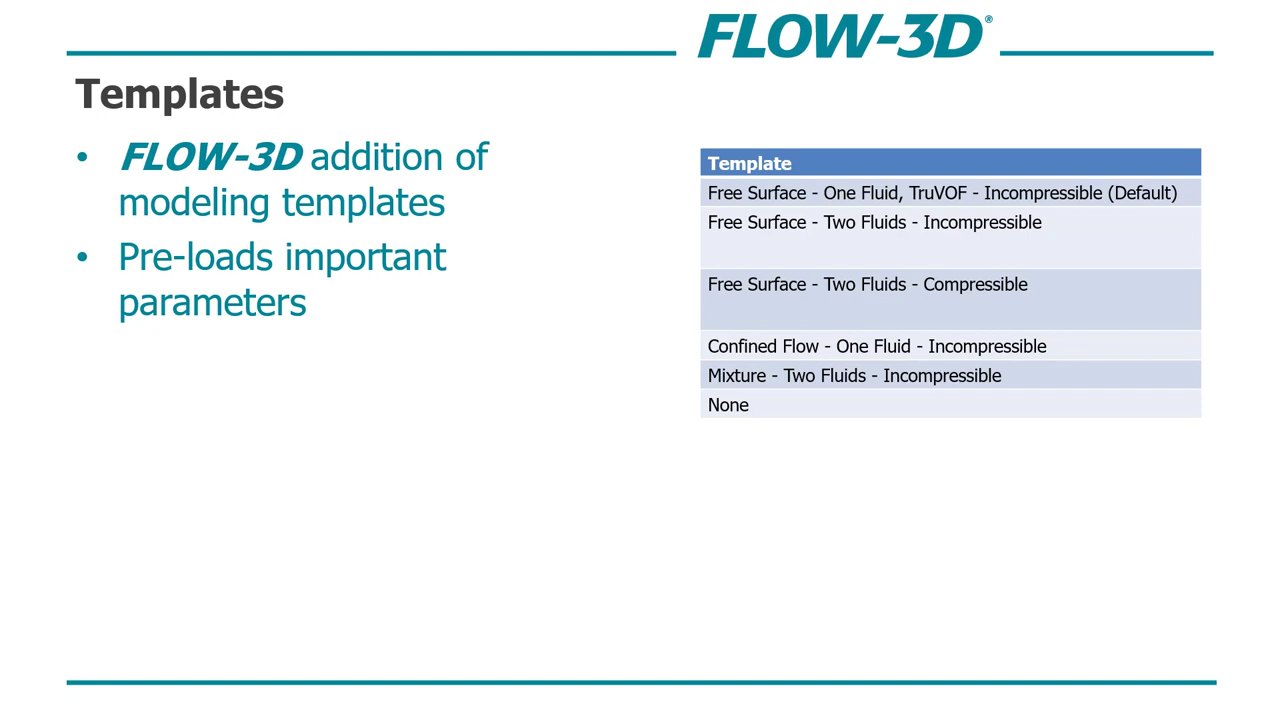 FLOW-3D®
Templates
• FLOW-3D addition of
modeling templates
• Pre-loads important
parameters
Template
Free Surface - One Fluid, TruVOF - Incompressible (Default)
Free Surface - Two Fluids - Incompressible
Free Surface - Two Fluids - Compressible
Confined Flow - One Fluid - Incompressible
Mixture - Two Fluids - Incompressible
None